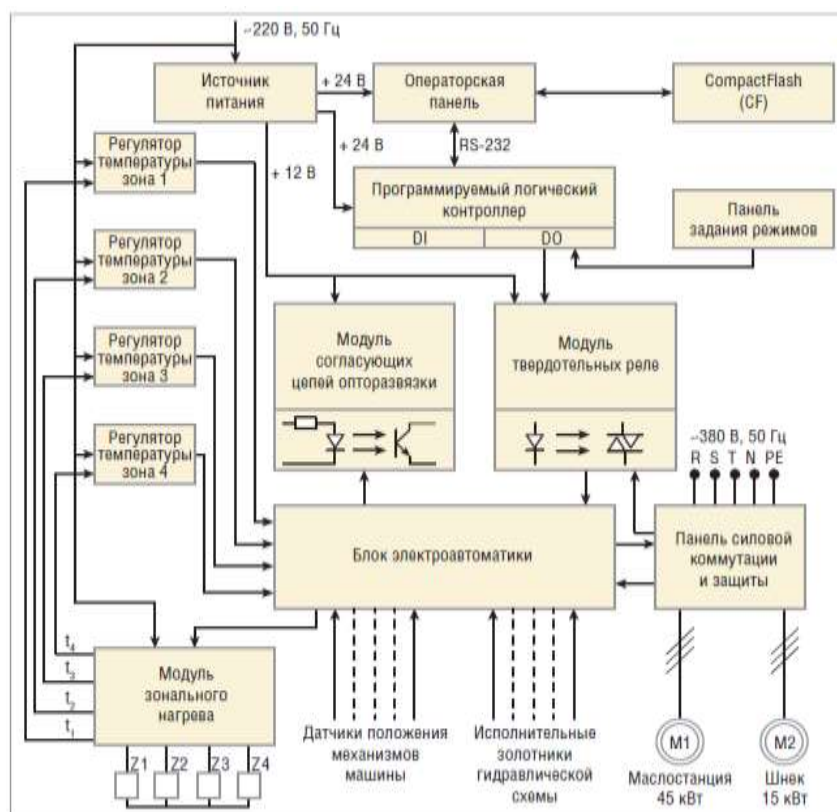 ~220 В, 50 Гц
Источник
питания
+ 24 В
Операторская
панель
CompactFlash
(CF)
Регулятор
температуры
зона 1
+ 24 В
RS-232
+ 12 В
Программируемый логический
контроллер
DI
DO
Панель
задания режимов
Регулятор
температуры
зона 2
Регулятор
температуры
зона 3
Модуль
согласующих
цепей опторазвязки
Модуль
твердотельных реле
Регулятор
температуры
зона 4
~380 В, 50 Гц
R S T N PE
Блок электроавтоматики
Панель силовой
коммутации
и защиты
t4
t3
t2
t1
Модуль
зонального
нагрева
Z1 Z2 Z3 Z4
Датчики положения
механизмов
машины
Исполнительные
золотники
гидравлической
схемы
M1
M2
Маслостанция
45 кВт
Шнек
15 кВт